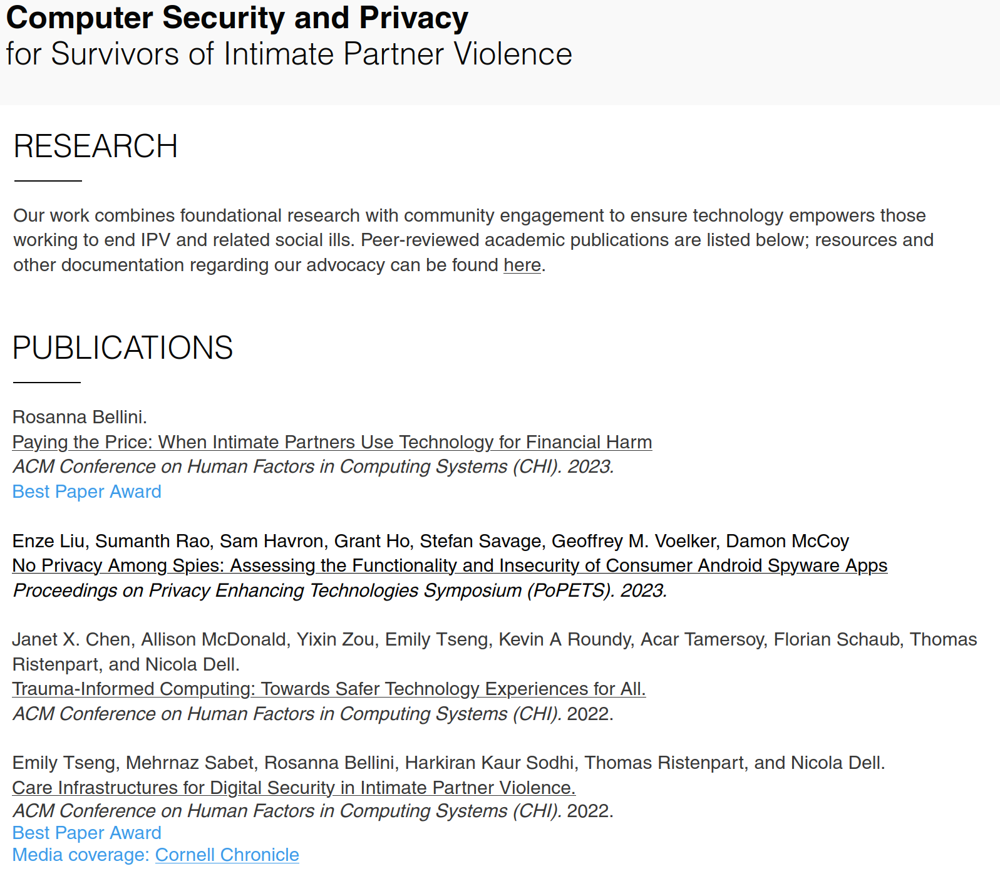 Computer Security and Privacy
for Survivors of Intimate Partner Violence
RESEARCH
Our work combines foundational research with community engagement to ensure technology empowers those
working to end IPV and related social ills. Peer-reviewed academic publications are listed below; resources and
other documentation regarding our advocacy can be found here.
PUBLICATIONS
Rosanna Bellini.
Paying the Price: When Intimate Partners Use Technology for Financial Harm
ACM Conference on Human Factors in Computing Systems (CHI). 2023.
Best Paper Award
Enze Liu, Sumanth Rao, Sam Havron, Grant Ho, Stefan Savage, Geoffrey M. Voelker, Damon McCoy
No Privacy Among Spies: Assessing the Functionality and Insecurity of Consumer Android Spyware Apps
Proceedings on Privacy Enhancing Technologies Symposium (PoPETS). 2023.
Janet X. Chen, Allison McDonald, Yixin Zou, Emily Tseng, Kevin A Roundy, Acar Tamersoy, Florian Schaub, Thomas
Ristenpart, and Nicola Dell.
Trauma-Informed Computing: Towards Safer Technology Experiences for All.
ACM Conference on Human Factors in Computing Systems (CHI). 2022.
Emily Tseng, Mehrnaz Sabet, Rosanna Bellini, Harkiran Kaur Sodhi, Thomas Ristenpart, and Nicola Dell.
Care Infrastructures for Digital Security in Intimate Partner Violence.
ACM Conference on Human Factors in Computing Systems (CHI). 2022.
Best Paper Award
Media coverage: Cornell Chronicle